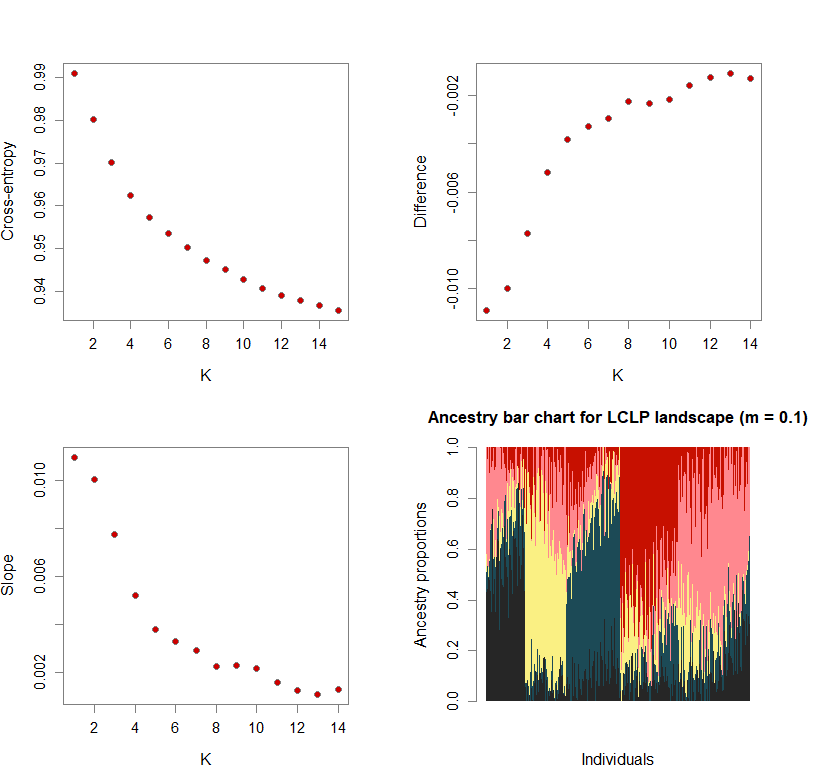 Cross-entropy
0.99
0.98
0.97
0.96
0.95
0.94
2 4 6 8 10 12 14
K
Difference
-0.002
-0.006
-0.010
2 4 6 8 10 12 14
K
Slope
0.010
0.006
0.002
2 4 6 8 10 12 14
K
Ancestry bar chart for LCLP landscape (m = 0.1)
Ancestry proportions
1.0
0.8
0.6
0.4
0.2
0.0
Individuals